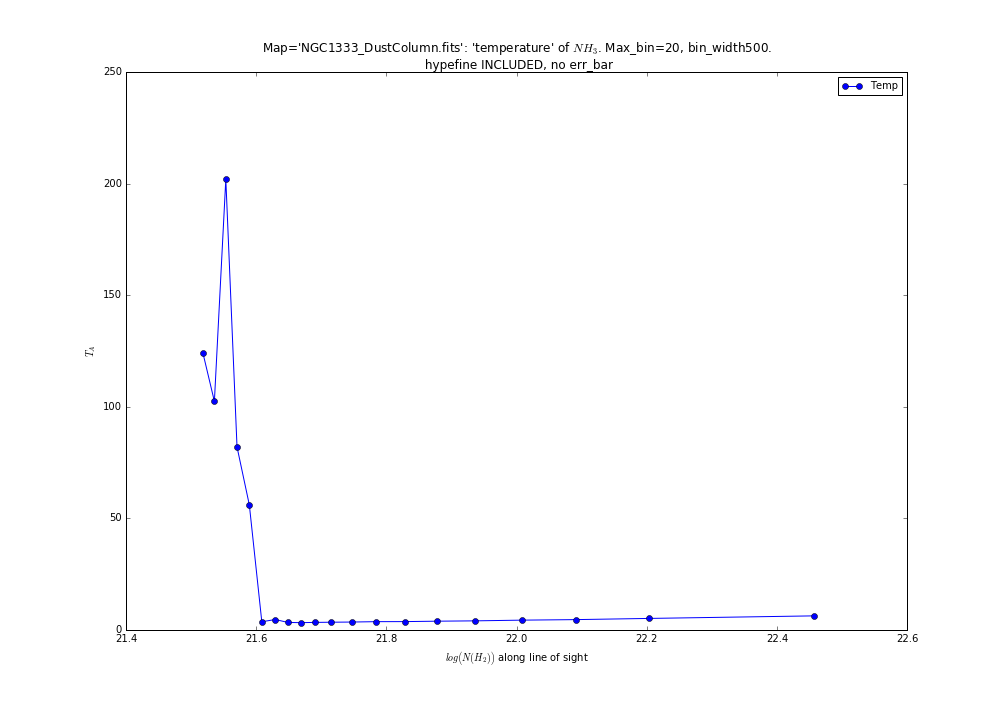 Map='NGC1333_DustColumn.fits': 'temperature' of NH₃. Max_bin=20, bin_width500.
hypefine INCLUDED, no err_bar
Temp
250
200
150
100
50
0
T_A
21.4 21.6 21.8 22.0 22.2 22.4 22.6
log(N(H₂)) along line of sight